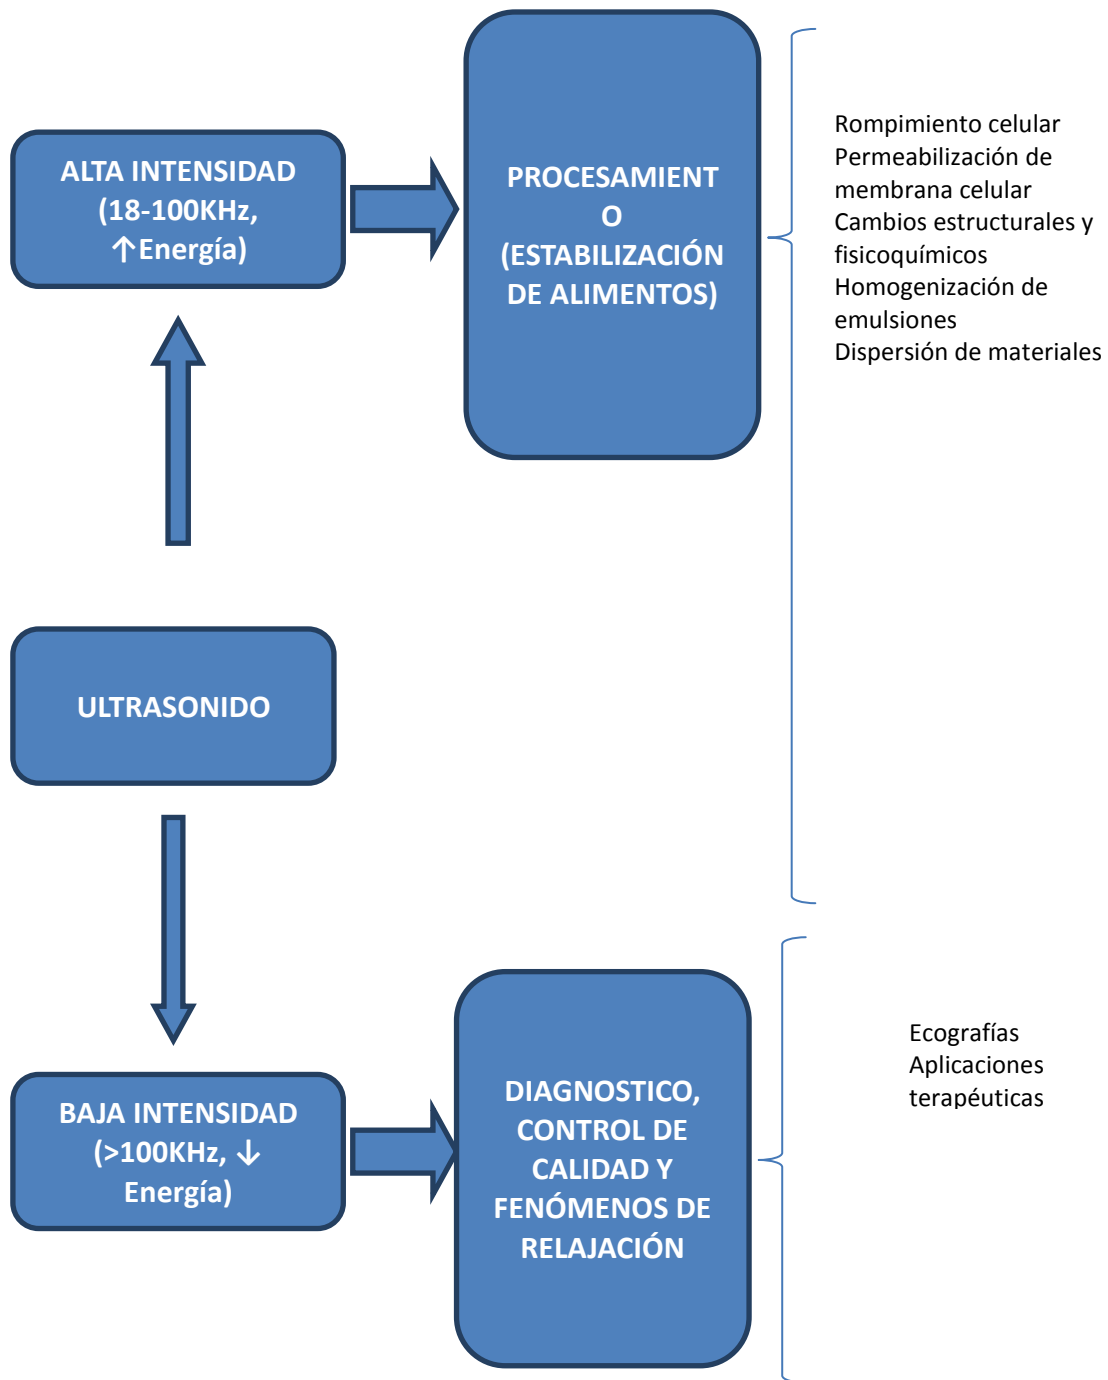 ALTA INTENSIDAD
(18-100KHz,
↑Energía)
PROCESAMIENT
O
(ESTABILIZACIÓN
DE ALIMENTOS)
Rompimiento celular
Permeabilización de
membrana celular
Cambios estructurales y
fisicoquímicos
Homogenización de
emulsiones
Dispersión de materiales
ULTRASONIDO
BAJA INTENSIDAD
(>100KHz, ↓
Energía)
DIAGNOSTICO,
CONTROL DE
CALIDAD Y
FENÓMENOS DE
RELAJACIÓN
Ecografías
Aplicaciones
terapéuticas